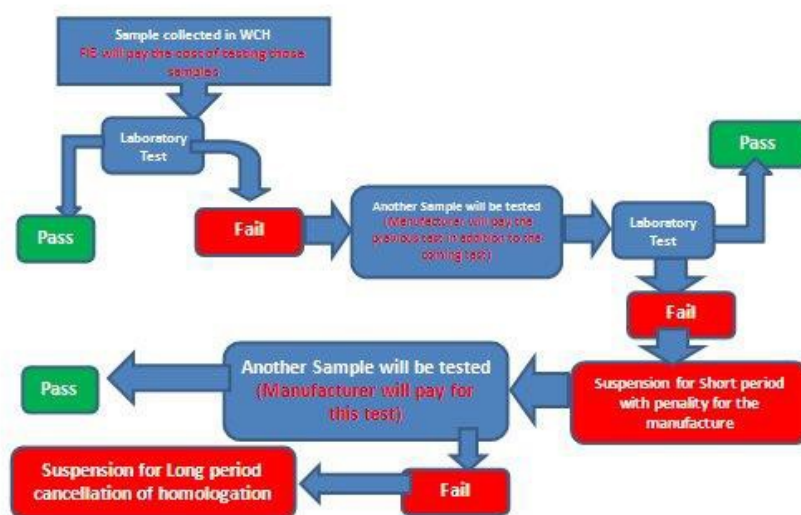 Sample collected in WCH
FIE will pay the cost of testing those
samples
Laboratory
Test
Pass
Fail
Another Sample will be tested
(Manufacturer will pay the
previous test in addition to the
coming test)
Laboratory
Test
Pass
Fail
Suspension for Short period
with penality for the
manufacture
Another Sample will be tested
(Manufacturer will pay for
this test)
Pass
Fail
Suspension for Long period
cancellation of homologation